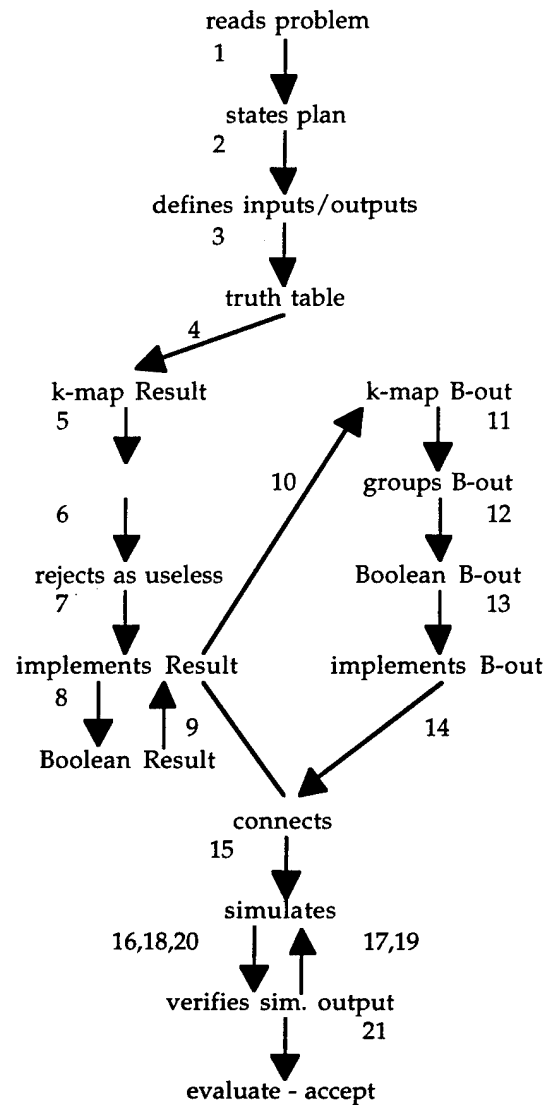 reads problem
1
states plan
2
defines inputs/outputs
3
truth table
4
k-map Result
5
6
rejects as useless
7
implements Result
8
9
Boolean Result
10
k-map B-out
11
groups B-out
12
Boolean B-out
13
implements B-out
14
connects
15
simulates
16,18,20
17,19
verifies sim. output
21
evaluate - accept